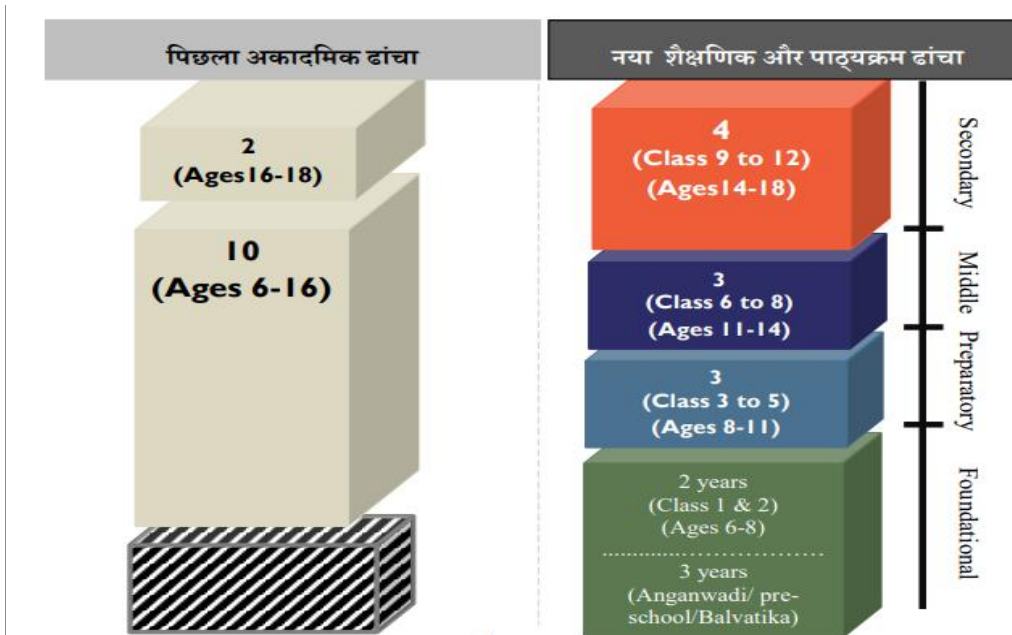 पिछला अकादमिक ढांचा
2
(Ages16-18)
10
(Ages 6-16)
नया शैक्षणिक और पाठ्यक्रम ढांचा
4
(Class 9 to 12)
(Ages14-18)
3
(Class 6 to 8)
(Ages 11-14)
3
(Class 3 to 5)
(Ages 8-11)
2 years
(Class 1 & 2)
(Ages 6-8)
3 years
(Anganwadi/ pre-
school/Balvatika)
Secondary
Middle
Preparatory
Foundational